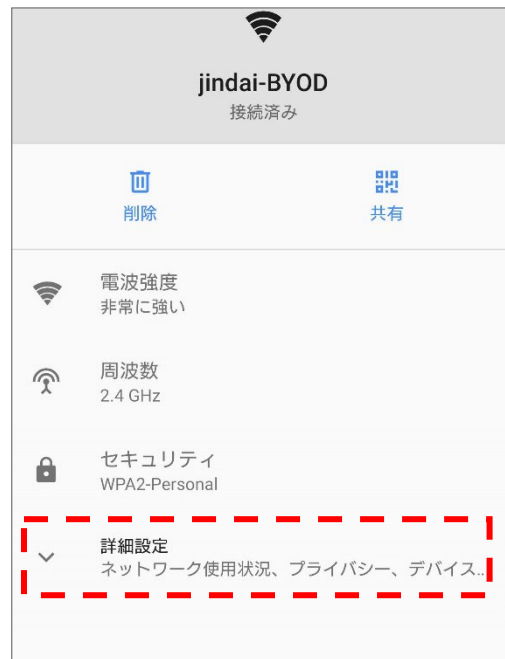 jindai-BYOD
接続済み
削除
共有
電波強度
非常に強い
周波数
2.4 GHz
セキュリティ
WPA2-Personal
詳細設定
ネットワーク使用状況、プライバシー、デバイス..